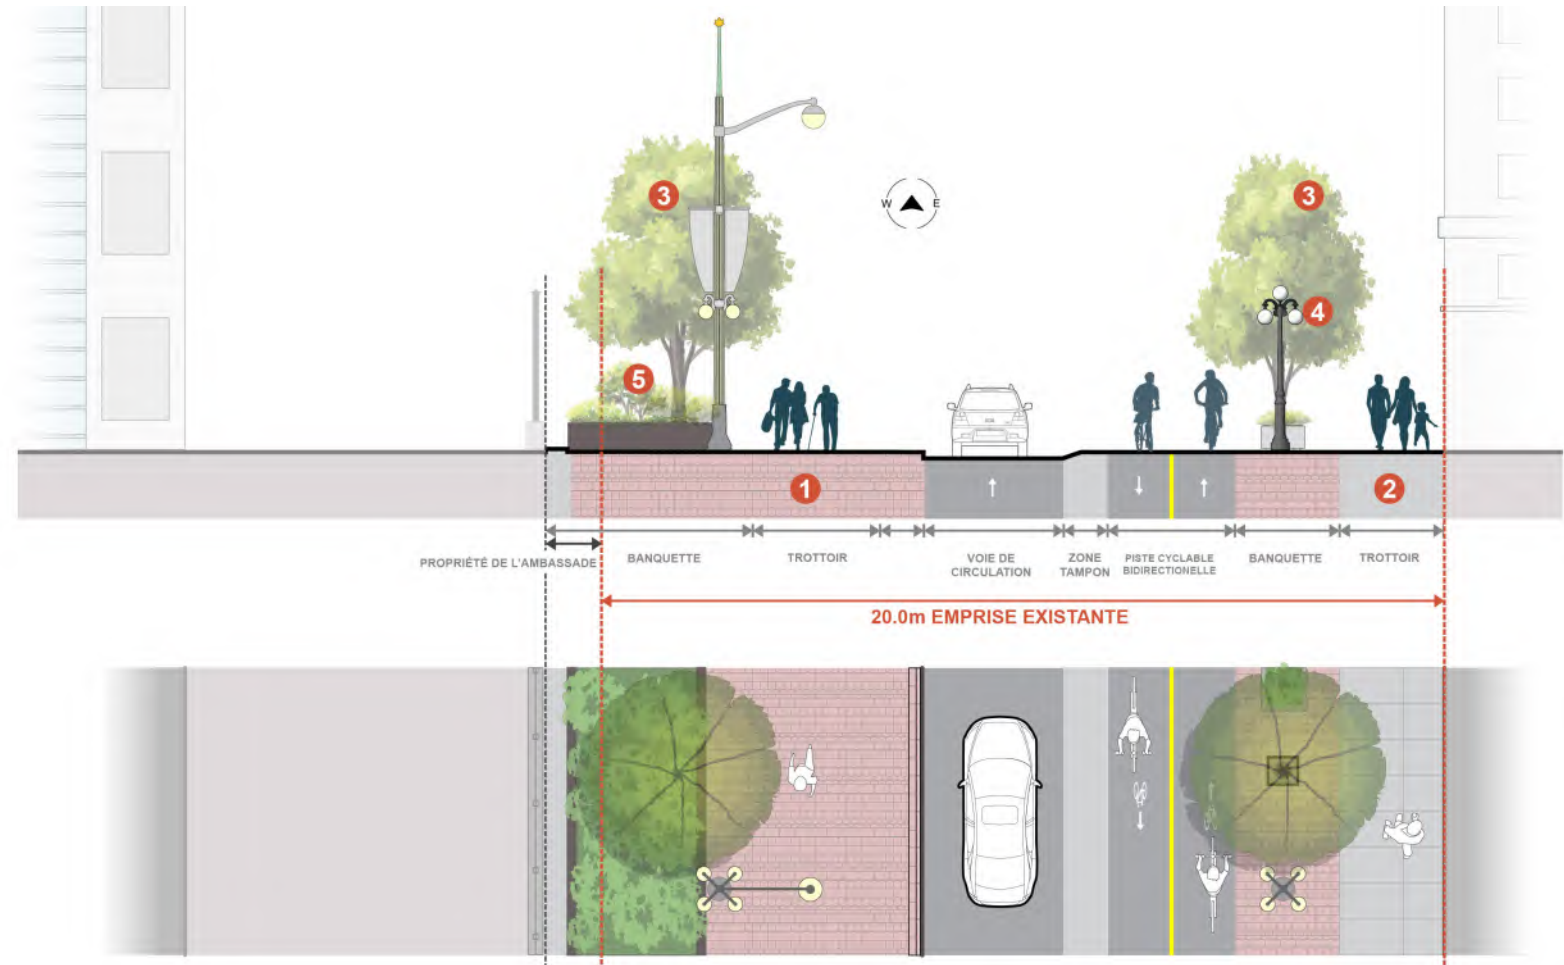 3
3
W E
4
5
1
2
PROPRIÉTÉ DE L'AMBASSADE
BANQUETTE
TROTTOIR
VOIE DE
CIRCULATION
ZONE
TAMPON
PISTE CYCLABLE
BIDIRECTIONELLE
BANQUETTE
TROTTOIR
20.0m EMPRISE EXISTANTE